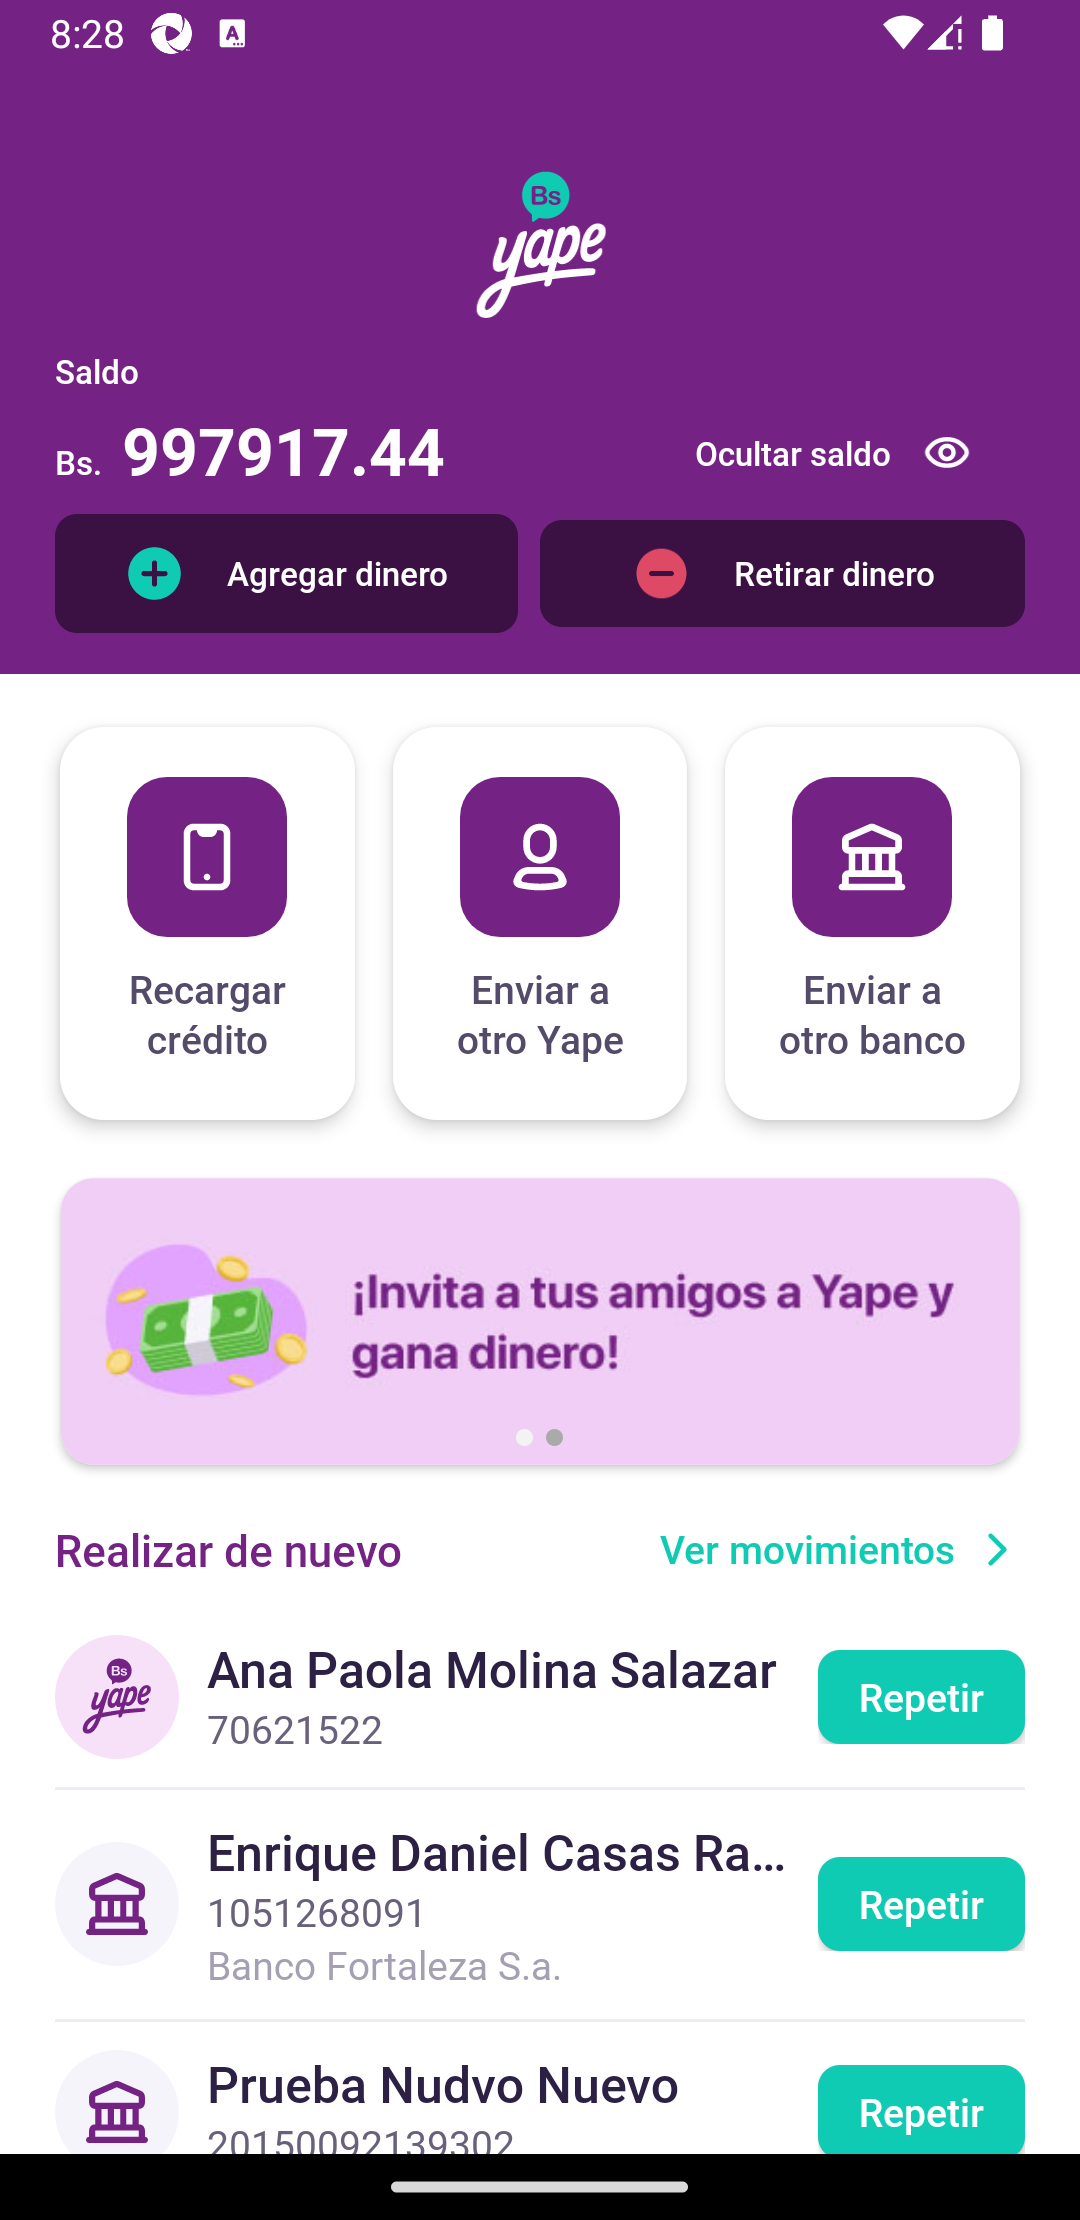 8:28
Bs
yape
Saldo
Bs. 997917.44
Ocultar saldo
Agregar dinero
Retirar dinero
Recargar
crédito
Enviar a
otro Yape
Enviar a
otro banco
¡Invita a tus amigos a Yape y
gana dinero!
Realizar de nuevo
Ver movimientos
Bs
yape
Ana Paola Molina Salazar
70621522
Repetir
Enrique Daniel Casas Ra...
1051268091
Banco Fortaleza S.a.
Repetir
Prueba Nudvo Nuevo
20150092139302
Repetir